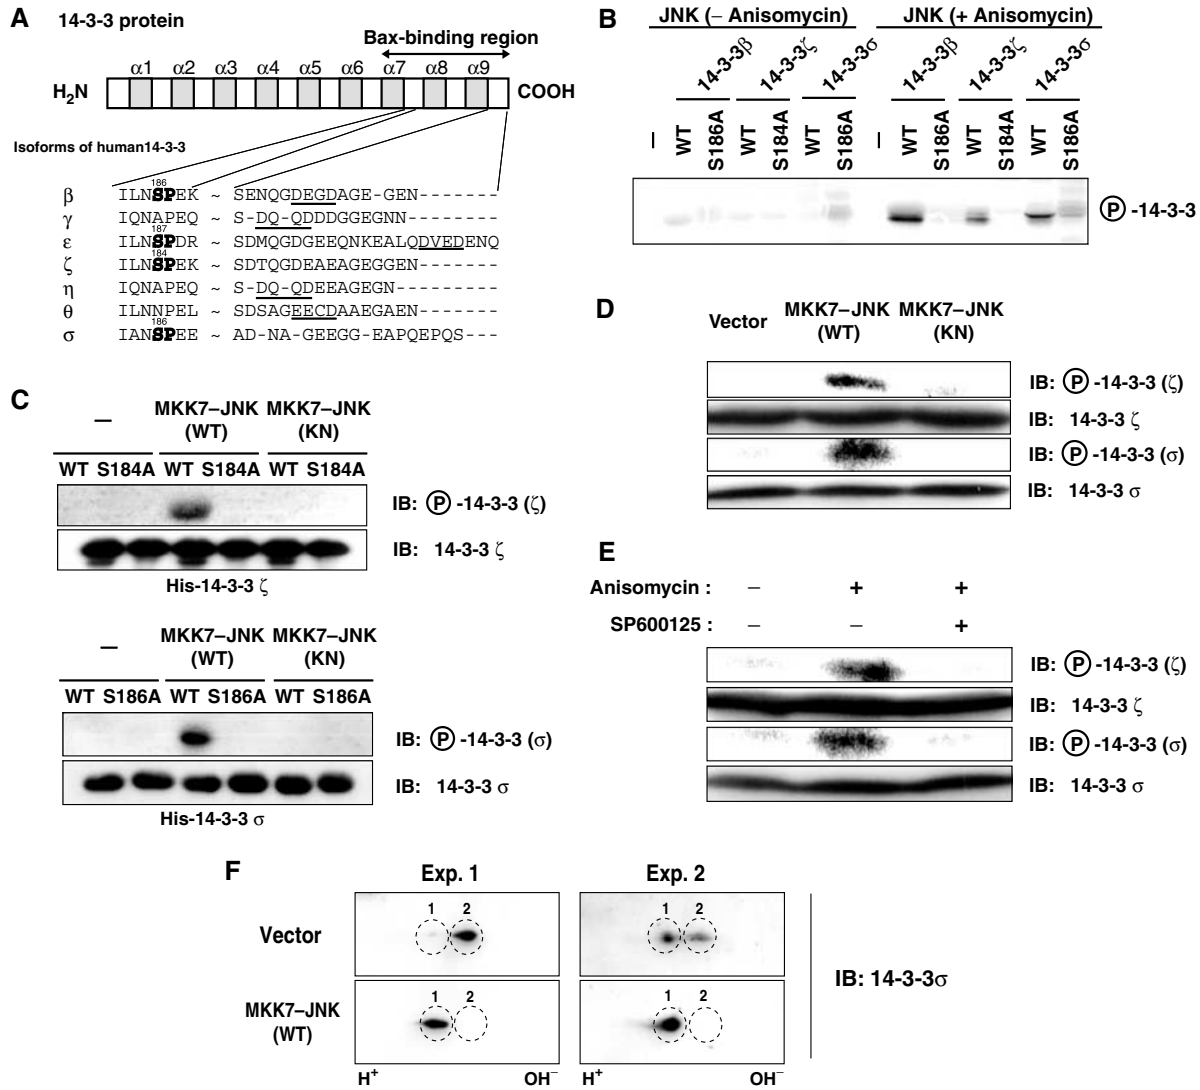 A
14-3-3 protein
Bax-binding region
α1 α2 α3 α4 α5 α6 α7 α8 α9
H2N
COOH
Isoforms of human14-3-3
186
β ILNSPEK ~ SENQGDEGDAGE-GEN--------
γ IQNAPEQ ~ S-DQ-QDDDGGEGNN---------
187
ε ILNSPDR ~ SDMQGDGEEQNKEALQDVEDENQ
184
ζ ILNSPEK ~ SDTQGDEAEAGEGGEN--------
η IQNAPEQ ~ S-DQ-QDEEAGEGN----------
θ ILNNPEL ~ SDSAGEECDAAEGAEN--------
186
σ IANSPEE ~ AD-NA-GEEGG-EAPQEPQS---
B
JNK (– Anisomycin)
JNK (+ Anisomycin)
14-3-3β 14-3-3ζ 14-3-3σ 14-3-3β 14-3-3ζ 14-3-3σ
– WT S186A WT S184A WT S186A – WT S186A WT S184A WT S186A
P -14-3-3
C
– MKK7–JNK (WT) MKK7–JNK (KN)
WT S184A WT S184A WT S184A
IB: P -14-3-3 (ζ)
IB: 14-3-3 ζ
His-14-3-3 ζ
– MKK7–JNK (WT) MKK7–JNK (KN)
WT S186A WT S186A WT S186A
IB: P -14-3-3 (σ)
IB: 14-3-3 σ
His-14-3-3 σ
D
Vector MKK7–JNK (WT) MKK7–JNK (KN)
IB: P -14-3-3 (ζ)
IB: 14-3-3 ζ
IB: P -14-3-3 (σ)
IB: 14-3-3 σ
E
Anisomycin : – + +
SP600125 : – – +
IB: P -14-3-3 (ζ)
IB: 14-3-3 ζ
IB: P -14-3-3 (σ)
IB: 14-3-3 σ
F
Exp. 1 Exp. 2
Vector
1 2 1 2
MKK7–JNK
(WT)
1 2 1 2
H+ OH– H+ OH–
IB: 14-3-3σ